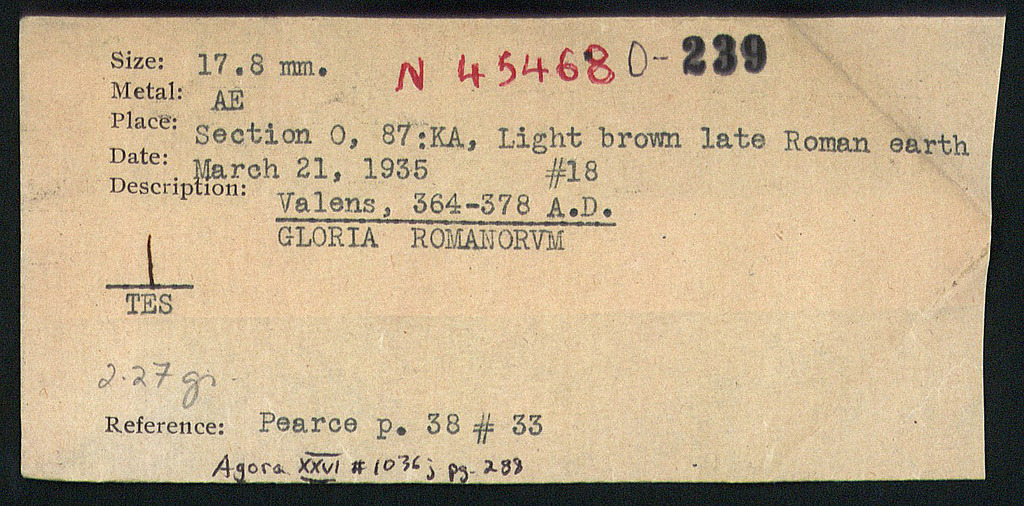 Size: 17.8 mm. N 45468 O- 239
Metal: AE
Place: Section O, 87:KA, Light brown late Roman earth
Date: March 21, 1935 #18
Description:
Valens, 364-378 A.D.
GLORIA ROMANORVM
TES
2.27 gr.
Reference: Pearce p. 38 # 33
Agora XXVI #1036; pg. 288